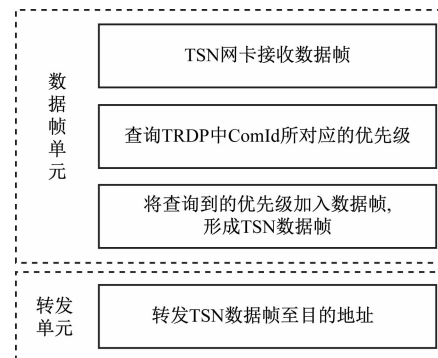 数据帧单元
TSN网卡接收数据帧
查询TRDP中ComId所对应的优先级
将查询到的优先级加入数据帧,
形成TSN数据帧
转发
单元
转发TSN数据帧至目的地址